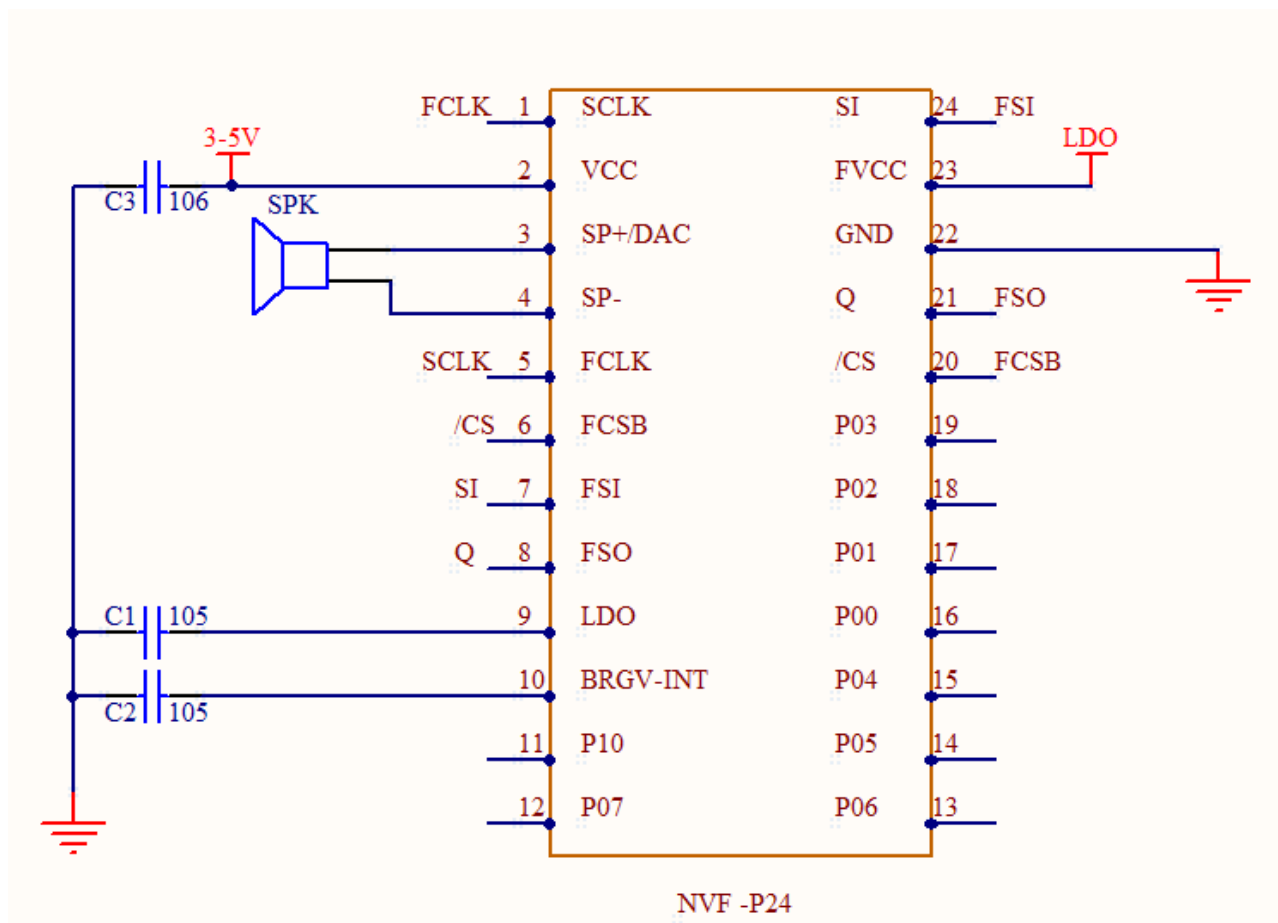 FCLK 1 SCLK SI 24 FSI
3-5V LDO
2 VCC FVCC 23
C3 106 SPK
3 SP+/DAC GND 22
4 SP- Q 21 FSO
SCLK 5 FCLK /CS 20 FCSB
/CS 6 FCSB P03 19
SI 7 FSI P02 18
Q 8 FSO P01 17
C1 105 9 LDO P00 16
10 BRGV-INT P04 15
C2 105
11 P10 P05 14
12 P07 P06 13
NVF -P24